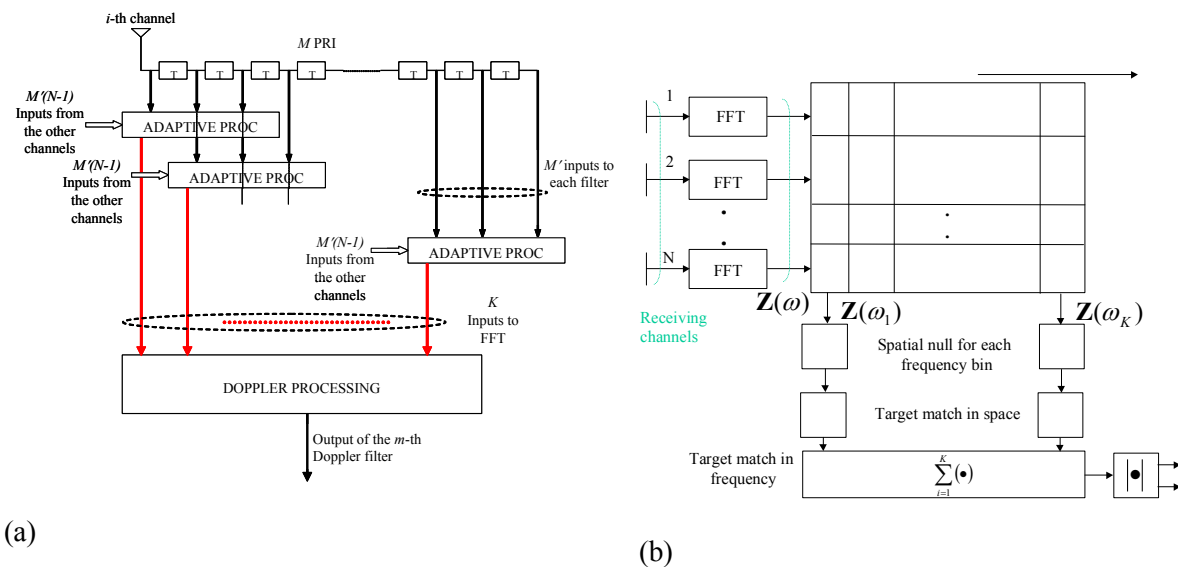 i-th channel
M PRI
T T T T T T T
M'(N-1)
Inputs from
the other
channels
ADAPTIVE PROC
M'(N-1)
Inputs from
the other
channels
ADAPTIVE PROC
M' inputs to
each filter
M'(N-1)
Inputs from
the other
channels
ADAPTIVE PROC
K
Inputs to
FFT
DOPPLER PROCESSING
Output of the m-th
Doppler filter
(a)
1
FFT
2
FFT
N
FFT
Receiving
channels
Z(ω)
Z(ω₁)
Z(ω_K)
Spatial null for each
frequency bin
Target match in space
Target match in
frequency
∑_{i=1}^{K}(•)
|•|
(b)